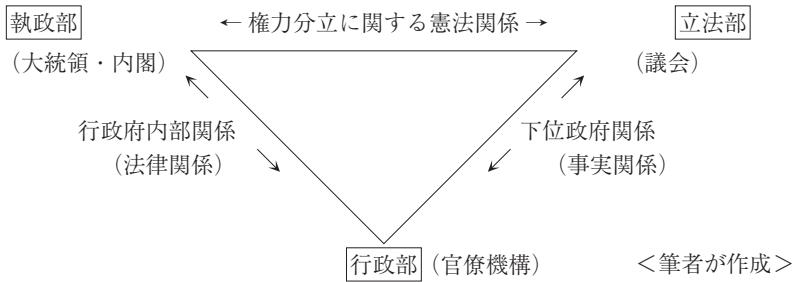 執政部 ←権力分立に関する憲法関係→ 立法部
(大統領・内閣) (議会)
行政府内部関係 下位政府関係
(法律関係) (事実関係)
行政部(官僚機構) <筆者が作成>